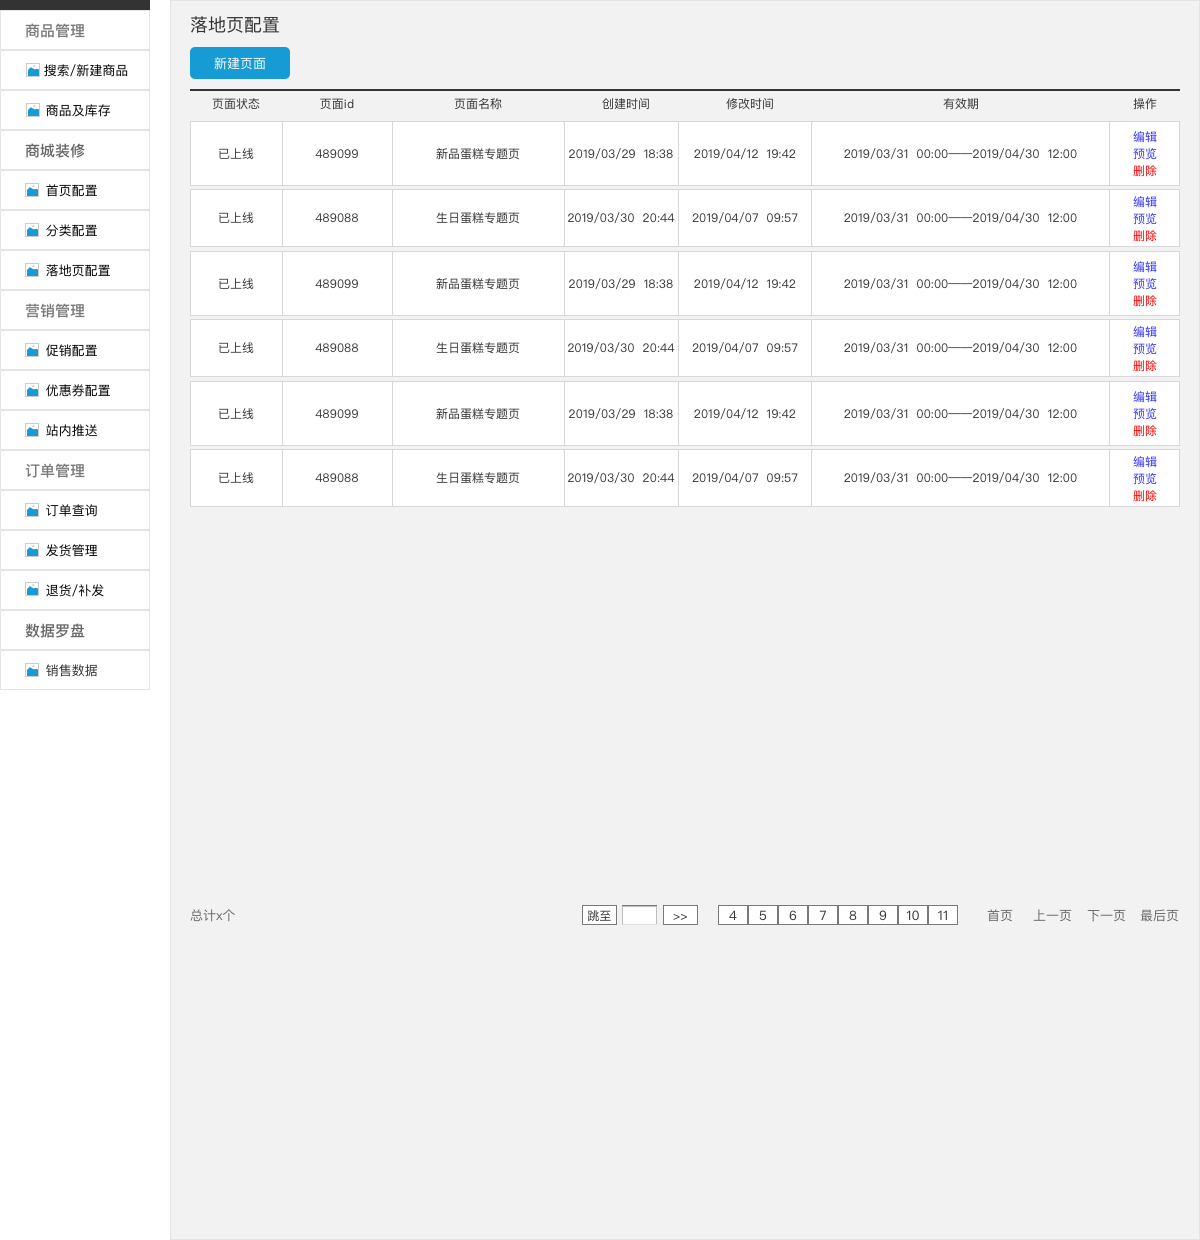 商品管理
搜索/新建商品
商品及库存
商城装修
首页配置
分类配置
落地页配置
营销管理
促销配置
优惠券配置
站内推送
订单管理
订单查询
发货管理
退货/补发
数据罗盘
销售数据
落地页配置
新建页面
页面状态 页面id 页面名称 创建时间 修改时间 有效期 操作
已上线 489099 新品蛋糕专题页 2019/03/29 18:38 2019/04/12 19:42 2019/03/31 00:00——2019/04/30 12:00 编辑
预览
删除
已上线 489088 生日蛋糕专题页 2019/03/30 20:44 2019/04/07 09:57 2019/03/31 00:00——2019/04/30 12:00 编辑
预览
删除
已上线 489099 新品蛋糕专题页 2019/03/29 18:38 2019/04/12 19:42 2019/03/31 00:00——2019/04/30 12:00 编辑
预览
删除
已上线 489088 生日蛋糕专题页 2019/03/30 20:44 2019/04/07 09:57 2019/03/31 00:00——2019/04/30 12:00 编辑
预览
删除
已上线 489099 新品蛋糕专题页 2019/03/29 18:38 2019/04/12 19:42 2019/03/31 00:00——2019/04/30 12:00 编辑
预览
删除
已上线 489088 生日蛋糕专题页 2019/03/30 20:44 2019/04/07 09:57 2019/03/31 00:00——2019/04/30 12:00 编辑
预览
删除
总计x个 跳至 >> 4 5 6 7 8 9 10 11 首页 上一页 下一页 最后页